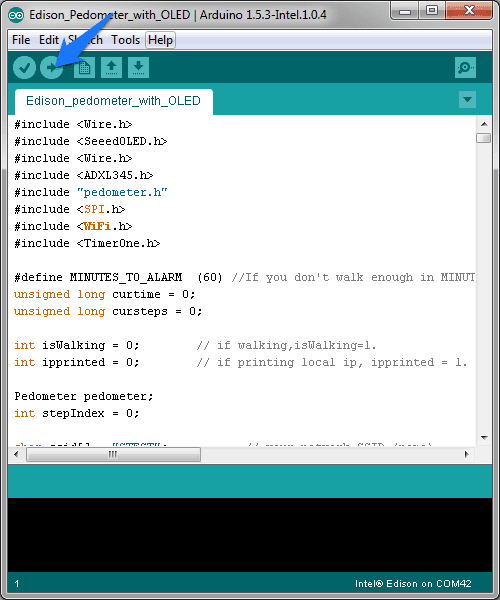 Edison_Pedometer_with_OLED | Arduino 1.5.3-Intel.1.0.4
File Edit Sketch Tools Help
Edison_pedometer_with_OLED
#include <Wire.h>
#include <SeeedOLED.h>
#include <Wire.h>
#include <ADXL345.h>
#include "pedometer.h"
#include <SPI.h>
#include <WiFi.h>
#include <TimerOne.h>
#define MINUTES_TO_ALARM  (60) //If you don't walk enough in MINUT
unsigned long curtime = 0;
unsigned long cursteps = 0;
int isWalking = 0;        // if walking,isWalking=1.
int ipprinted = 0;        // if printing local ip, ipprinted = 1.
Pedometer pedometer;
int stepIndex = 0;
1
Intel® Edison on COM42